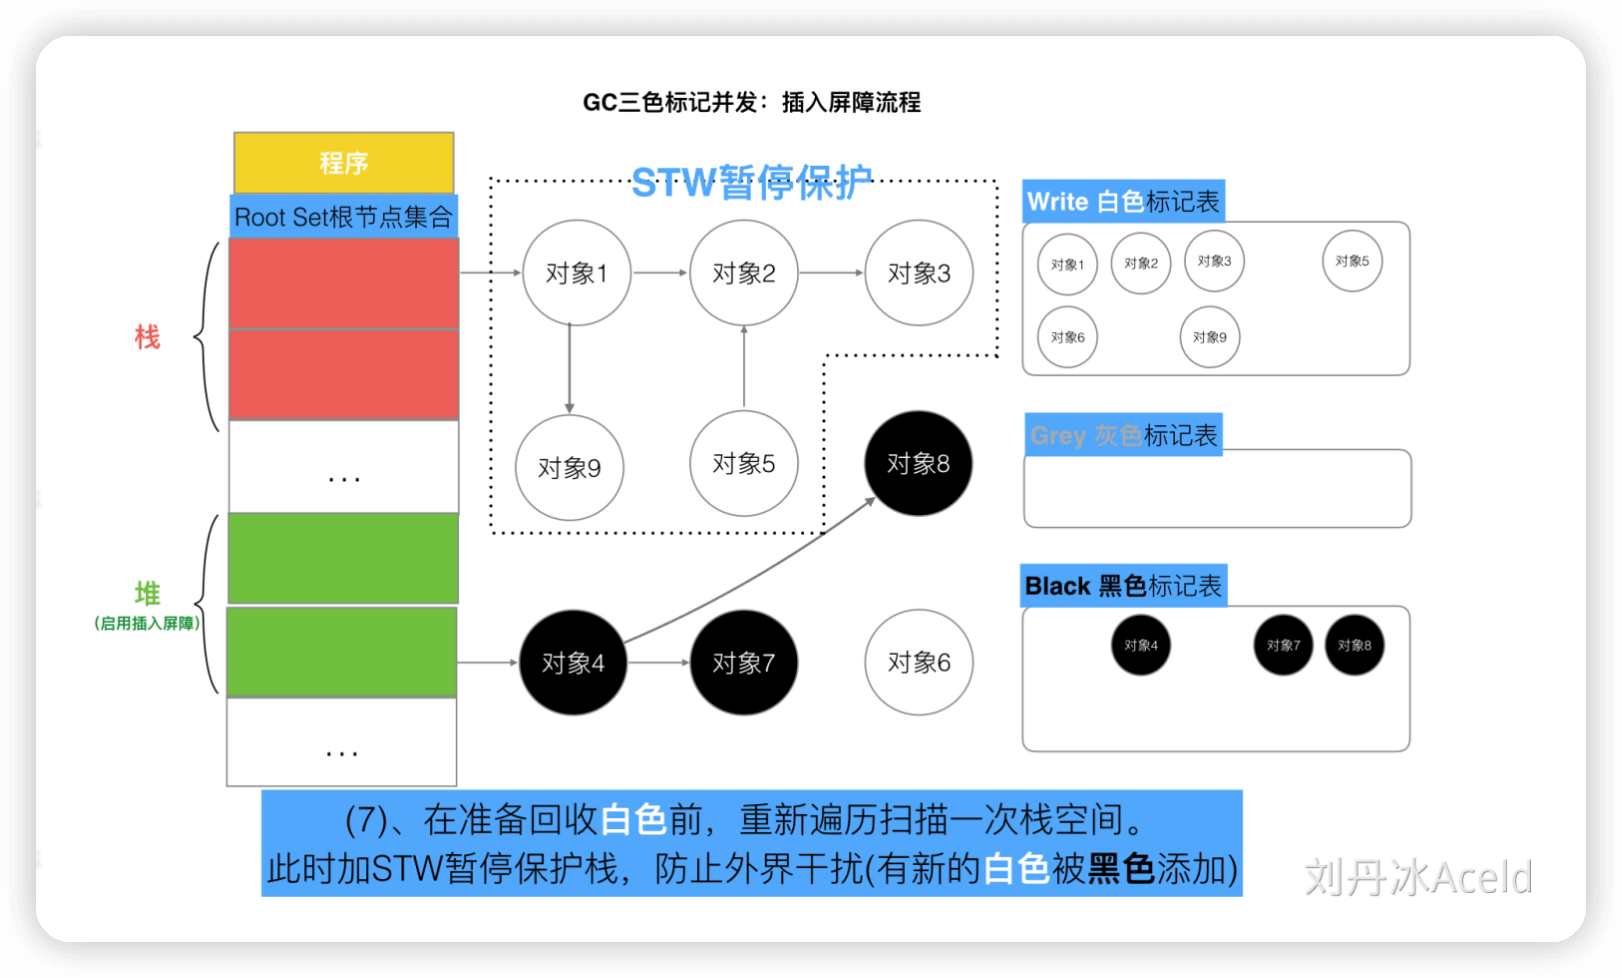 GC三色标记并发：插入屏障流程
程序
STW暂停保护
Root Set根节点集合
Write 白色标记表
对象1
对象2
对象3
对象1
对象2
对象3
对象5
栈
对象6
对象9
Grey 灰色标记表
对象9
对象5
对象8
...
堆
(启用插入屏障)
Black 黑色标记表
对象4
对象7
对象6
对象4
对象7
对象8
...
(7)、在准备回收白色前，重新遍历扫描一次栈空间。
此时加STW暂停保护栈，防止外界干扰(有新的白色被黑色添加)
刘丹冰Aceld